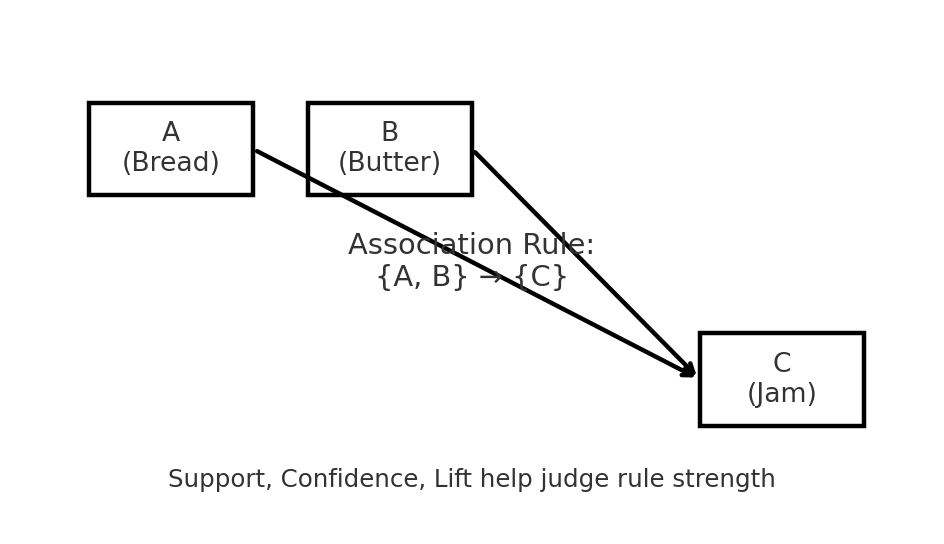 A
(Bread)
B
(Butter)
Association Rule:
{A, B} → {C}
C
(Jam)
Support, Confidence, Lift help judge rule strength